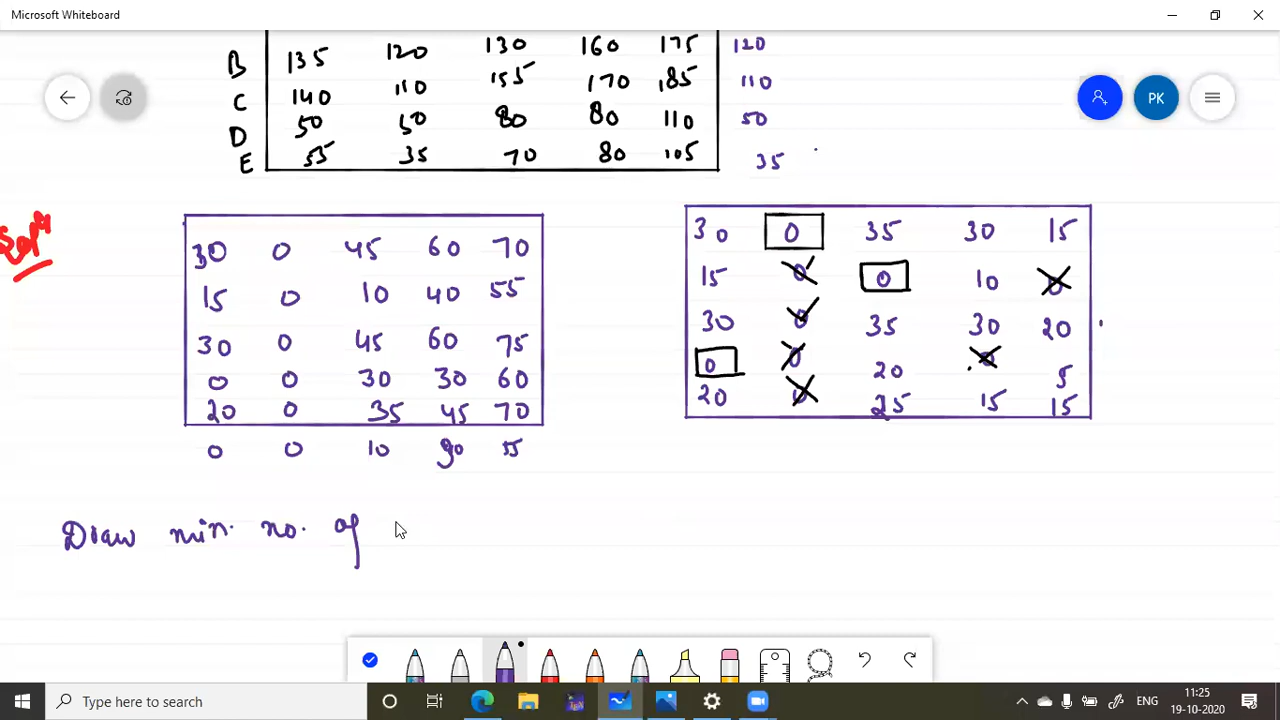 Microsoft Whiteboard
B 135 120 130 160 175 120
C 140 110 155 170 185 110
D 50 50 80 80 110 50
E 55 35 70 80 105 35
PK
30 0 45 60 70
15 0 10 40 55
30 0 45 60 75
0 0 30 30 60
20 0 35 45 70
0 0 10 30 55
30 0 35 30 15
15 0 0 10 0
30 0 35 30 20
0 0 20 0 5
20 0 25 15 15
Draw min. no. of
Type here to search
ENG
11:25
19-10-2020